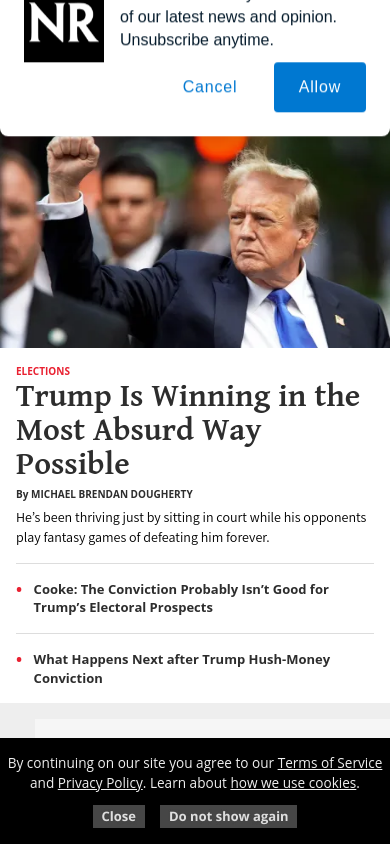 NR
of our latest news and opinion.
Unsubscribe anytime.
Cancel
Allow
ELECTIONS
Trump Is Winning in the
Most Absurd Way
Possible
By MICHAEL BRENDAN DOUGHERTY
He’s been thriving just by sitting in court while his opponents
play fantasy games of defeating him forever.
• Cooke: The Conviction Probably Isn’t Good for
Trump’s Electoral Prospects
• What Happens Next after Trump Hush-Money
Conviction
By continuing on our site you agree to our Terms of Service
and Privacy Policy. Learn about how we use cookies.
Close
Do not show again